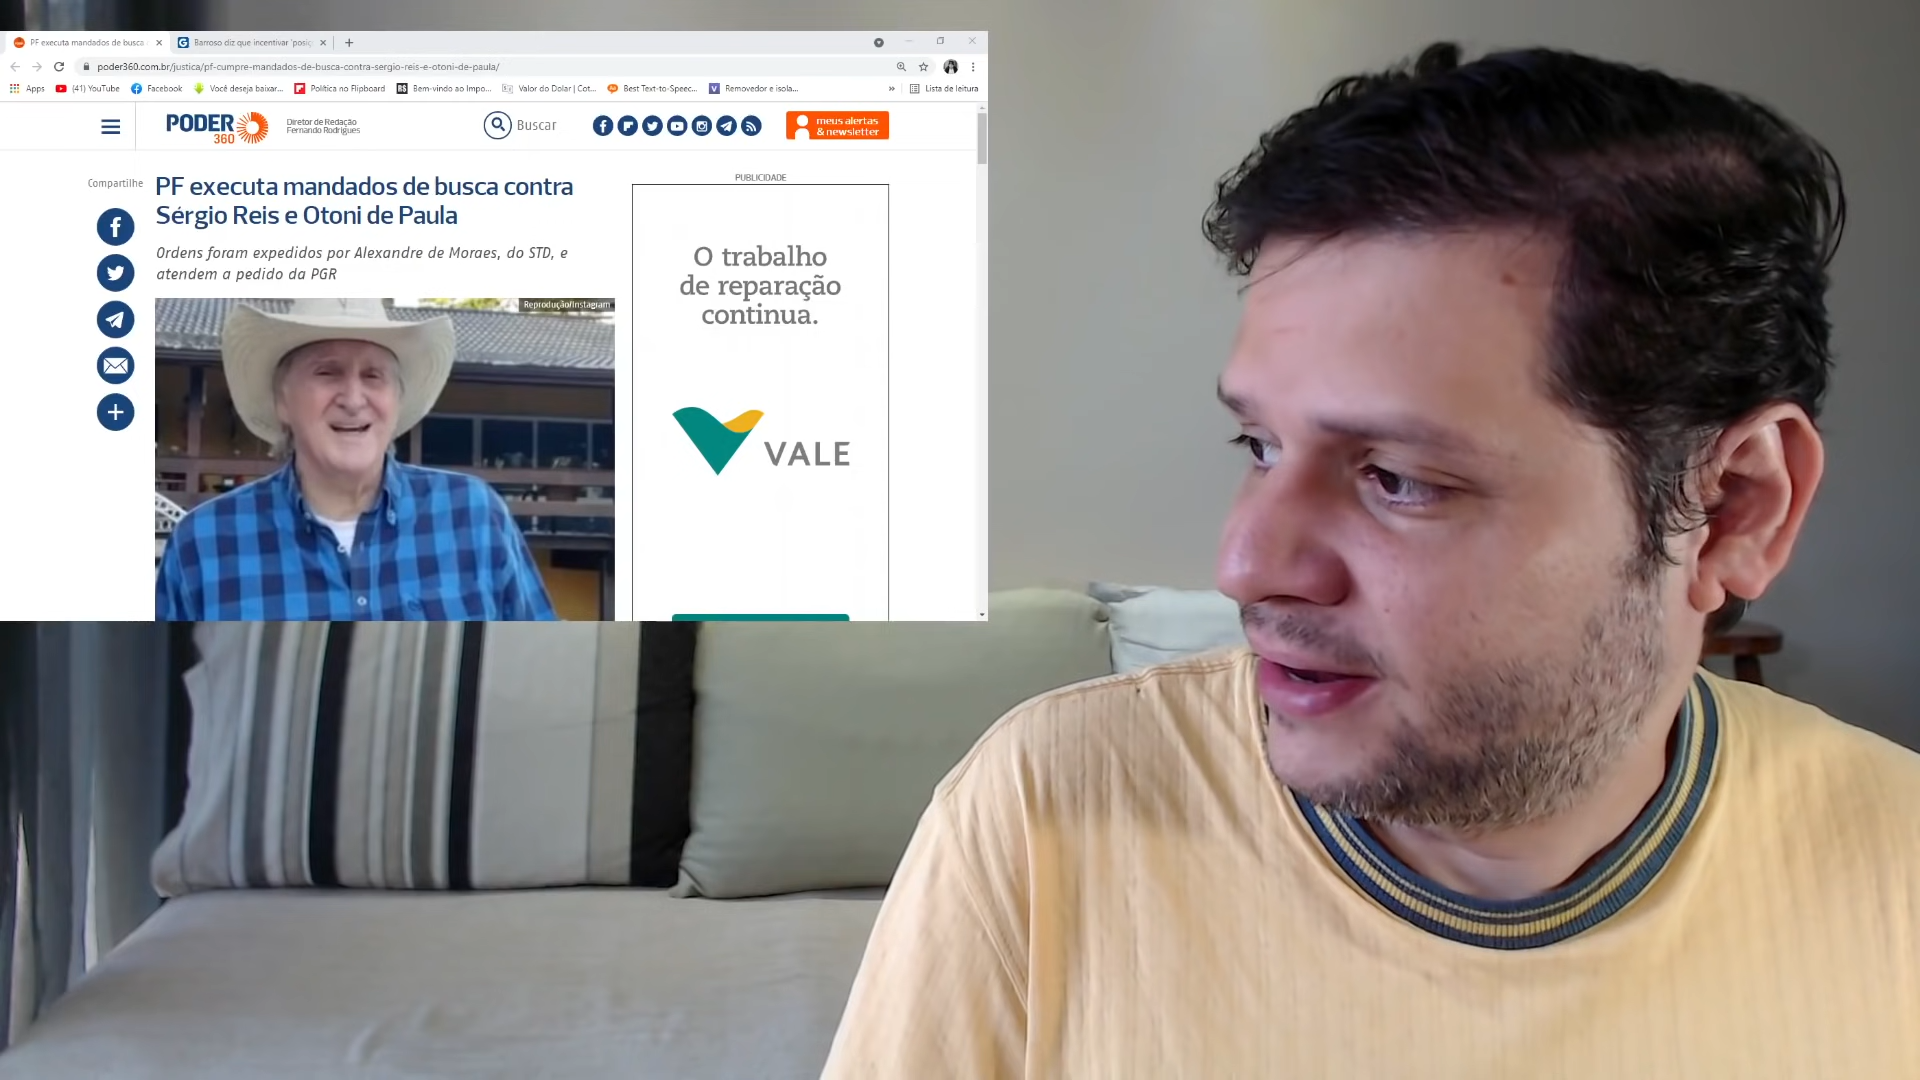 PF executa mandados de busca
Barroso diz que incentivar 'posiç
poder360.com.br/justica/pf-cumpre-mandados-de-busca-contra-sergio-reis-e-otoni-de-paula/
Apps
(41) YouTube
Facebook
Você deseja baixar...
Política no Flipboard
Bem-vindo ao Impo...
Valor do Dolar | Cot...
Best Text-to-Speec...
Removedor e isola...
»
Lista de leitura
PODER
360
Diretor de Redação
Fernando Rodrigues
Buscar
meus alertas
& newsletter
Compartilhe
PF executa mandados de busca contra
Sérgio Reis e Otoni de Paula
Ordens foram expedidos por Alexandre de Moraes, do STD, e
atendem a pedido da PGR
Reprodução/Instagram
PUBLICIDADE
O trabalho
de reparação
continua.
VALE